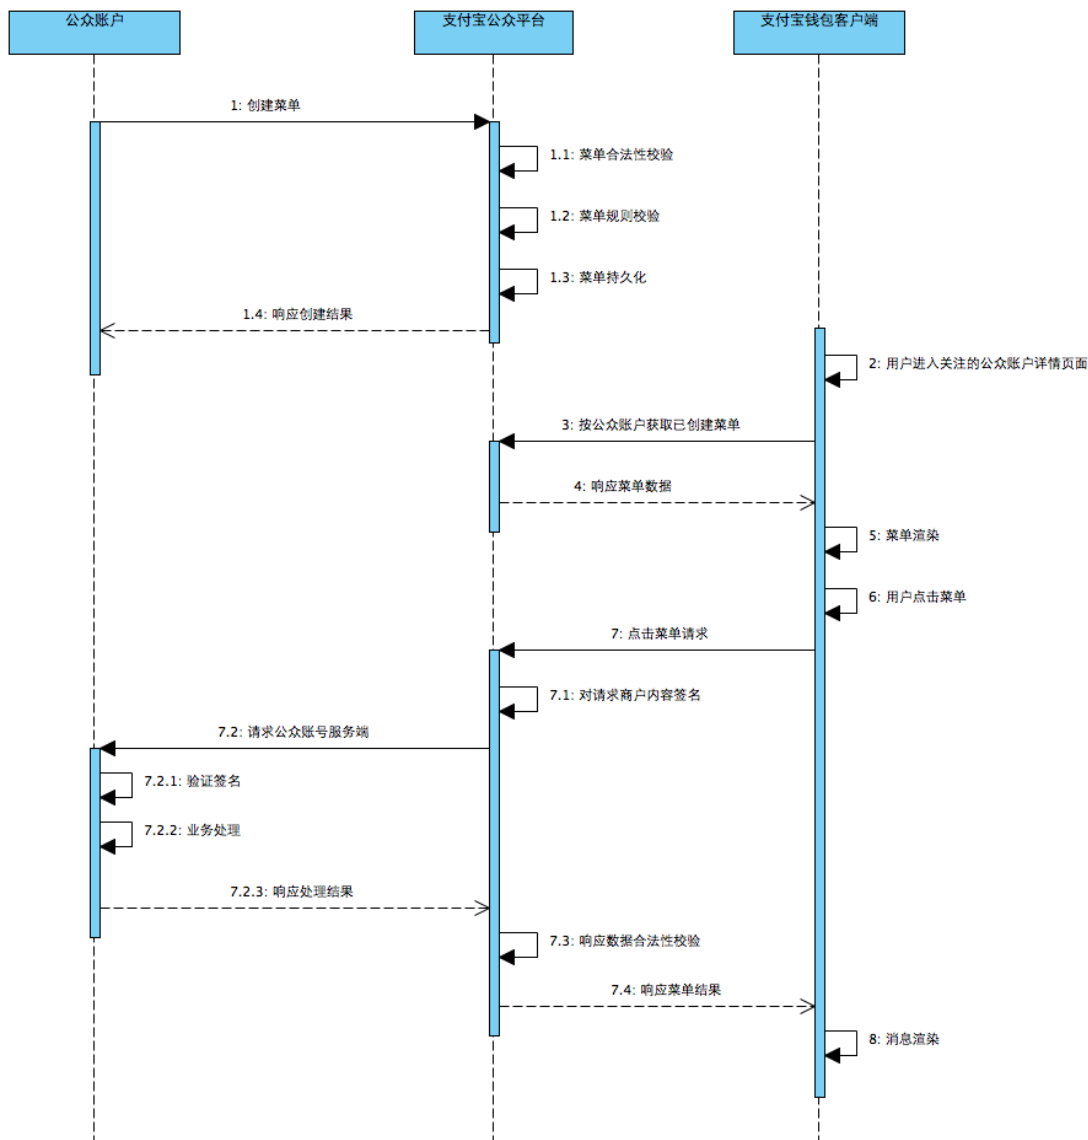 公众账户
支付宝公众平台
支付宝钱包客户端
1: 创建菜单
1.1: 菜单合法性校验
1.2: 菜单规则校验
1.3: 菜单持久化
1.4: 响应创建结果
2: 用户进入关注的公众账户详情页面
3: 按公众账户获取已创建菜单
4: 响应菜单数据
5: 菜单渲染
6: 用户点击菜单
7: 点击菜单请求
7.1: 对请求商户内容签名
7.2: 请求公众账号服务端
7.2.1: 验证签名
7.2.2: 业务处理
7.2.3: 响应处理结果
7.3: 响应数据合法性校验
7.4: 响应菜单结果
8: 消息渲染